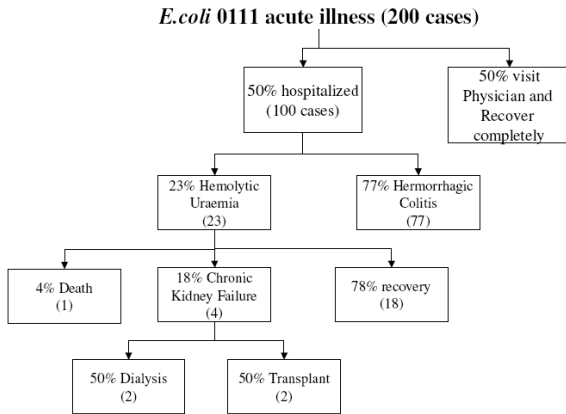 E.coli 0111 acute illness (200 cases)
50% hospitalized
(100 cases)
50% visit
Physician and
Recover
completely
23% Hemolytic
Uraemia
(23)
77% Hermorrhagic
Colitis
(77)
4% Death
(1)
18% Chronic
Kidney Failure
(4)
78% recovery
(18)
50% Dialysis
(2)
50% Transplant
(2)